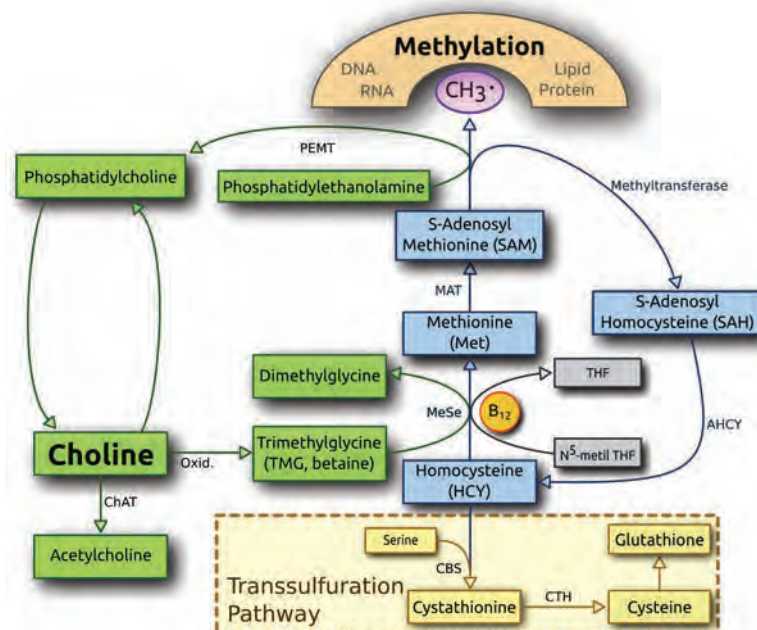 Methylation
DNA
RNA
Lipid
Protein
CH3•
PEMT
Phosphatidylcholine
Phosphatidylethanolamine
Methyltransferase
S-Adenosyl
Methionine (SAM)
MAT
S-Adenosyl
Homocysteine (SAH)
Methionine
(Met)
Dimethylglycine
THF
MeSe
B12
AHCY
Choline
Oxid.
Trimethylglycine
(TMG, betaine)
N5-metil THF
Homocysteine
(HCY)
ChAT
Acetylcholine
Serine
Glutathione
CBS
Transsulfuration
Pathway
Cystathionine
CTH
Cysteine